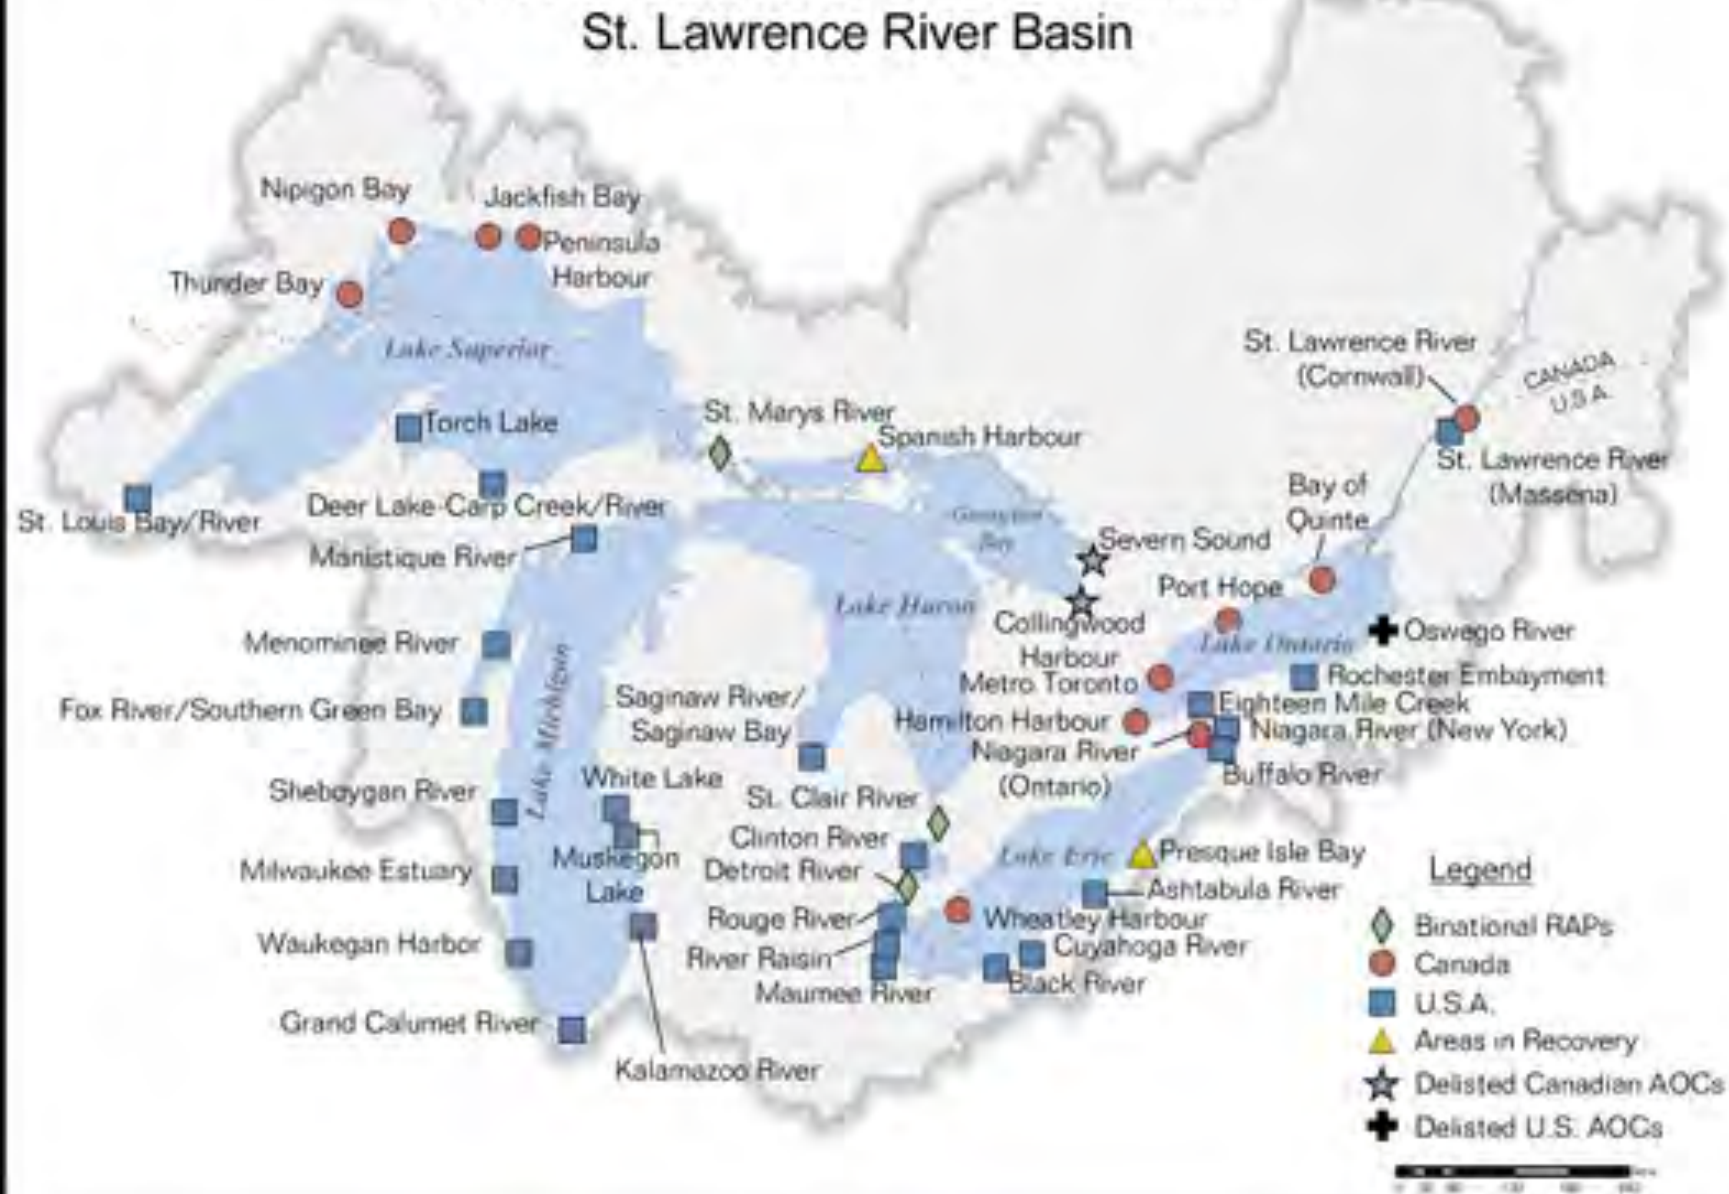 St. Lawrence River Basin
Nipigon Bay
Jackfish Bay
Peninsula
Harbour
Thunder Bay
Lake Superior
St. Lawrence River
(Cornwall)
CANADA
U.S.A.
Torch Lake
St. Marys River
Spanish Harbour
St. Lawrence River
(Massena)
St. Louis Bay/River
Deer Lake-Carp Creek/River
Manistique River
Georgian
Bay
Severn Sound
Bay of
Quinte
Port Hope
Lake Huron
Collingwood
Harbour
Lake Ontario
Oswego River
Menominee River
Metro Toronto
Rochester Embayment
Fox River/Southern Green Bay
Lake Michigan
Saginaw River/
Saginaw Bay
Hamilton Harbour
Eighteen Mile Creek
Niagara River
(Ontario)
Niagara River (New York)
Buffalo River
Sheboygan River
White Lake
Muskegon
Lake
St. Clair River
Clinton River
Detroit River
Lake Erie
Presque Isle Bay
Ashtabula River
Milwaukee Estuary
Rouge River
Wheatley Harbour
Waukegan Harbor
River Raisin
Cuyahoga River
Maumee River
Black River
Grand Calumet River
Kalamazoo River
Legend
Binational RAPs
Canada
U.S.A.
Areas in Recovery
Delisted Canadian AOCs
Delisted U.S. AOCs